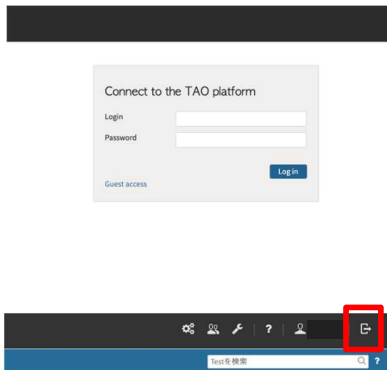 Connect to the TAO platform
Login
Password
Log in
Guest access
?
Testを検索
?